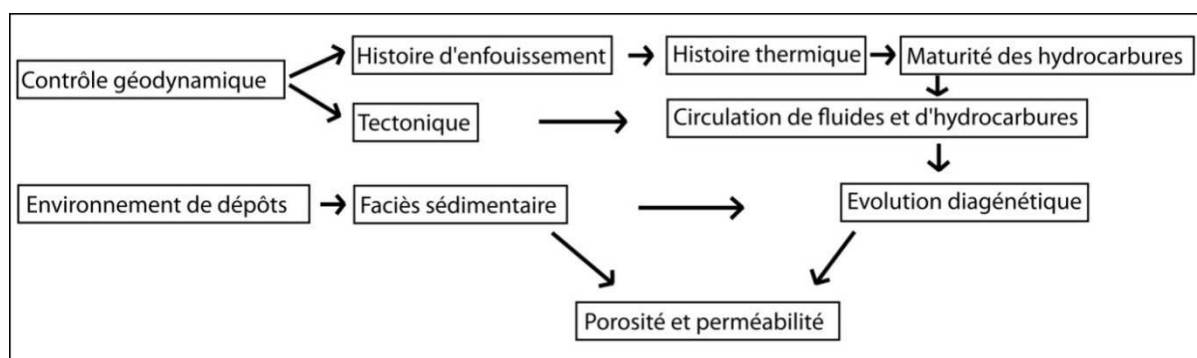 Histoire d'enfouissement
Histoire thermique
Maturité des hydrocarbures
Contrôle géodynamique
Tectonique
Circulation de fluides et d'hydrocarbures
Environnement de dépôts
Faciès sédimentaire
Evolution diagénétique
Porosité et perméabilité